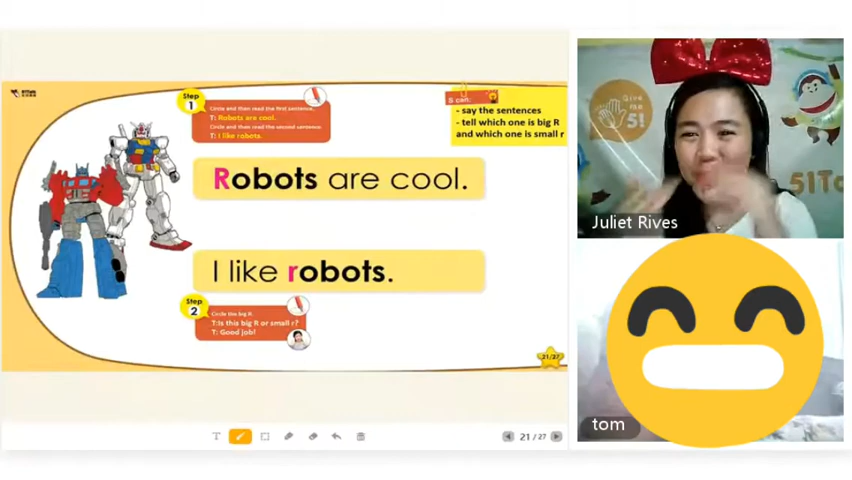 Step
1
Circle and then read the first sentence.
T: Robots are cool.
Circle and then read the second sentence.
T: I like robots.
S can:
- say the sentences
- tell which one is big R
and which one is small r
Robots are cool.
I like robots.
Step
2
Circle the big R.
T:Is this big R or small r?
T: Good job!
21/27
T
21 / 27
Give
me
5!
51Ta
Juliet Rives
tom